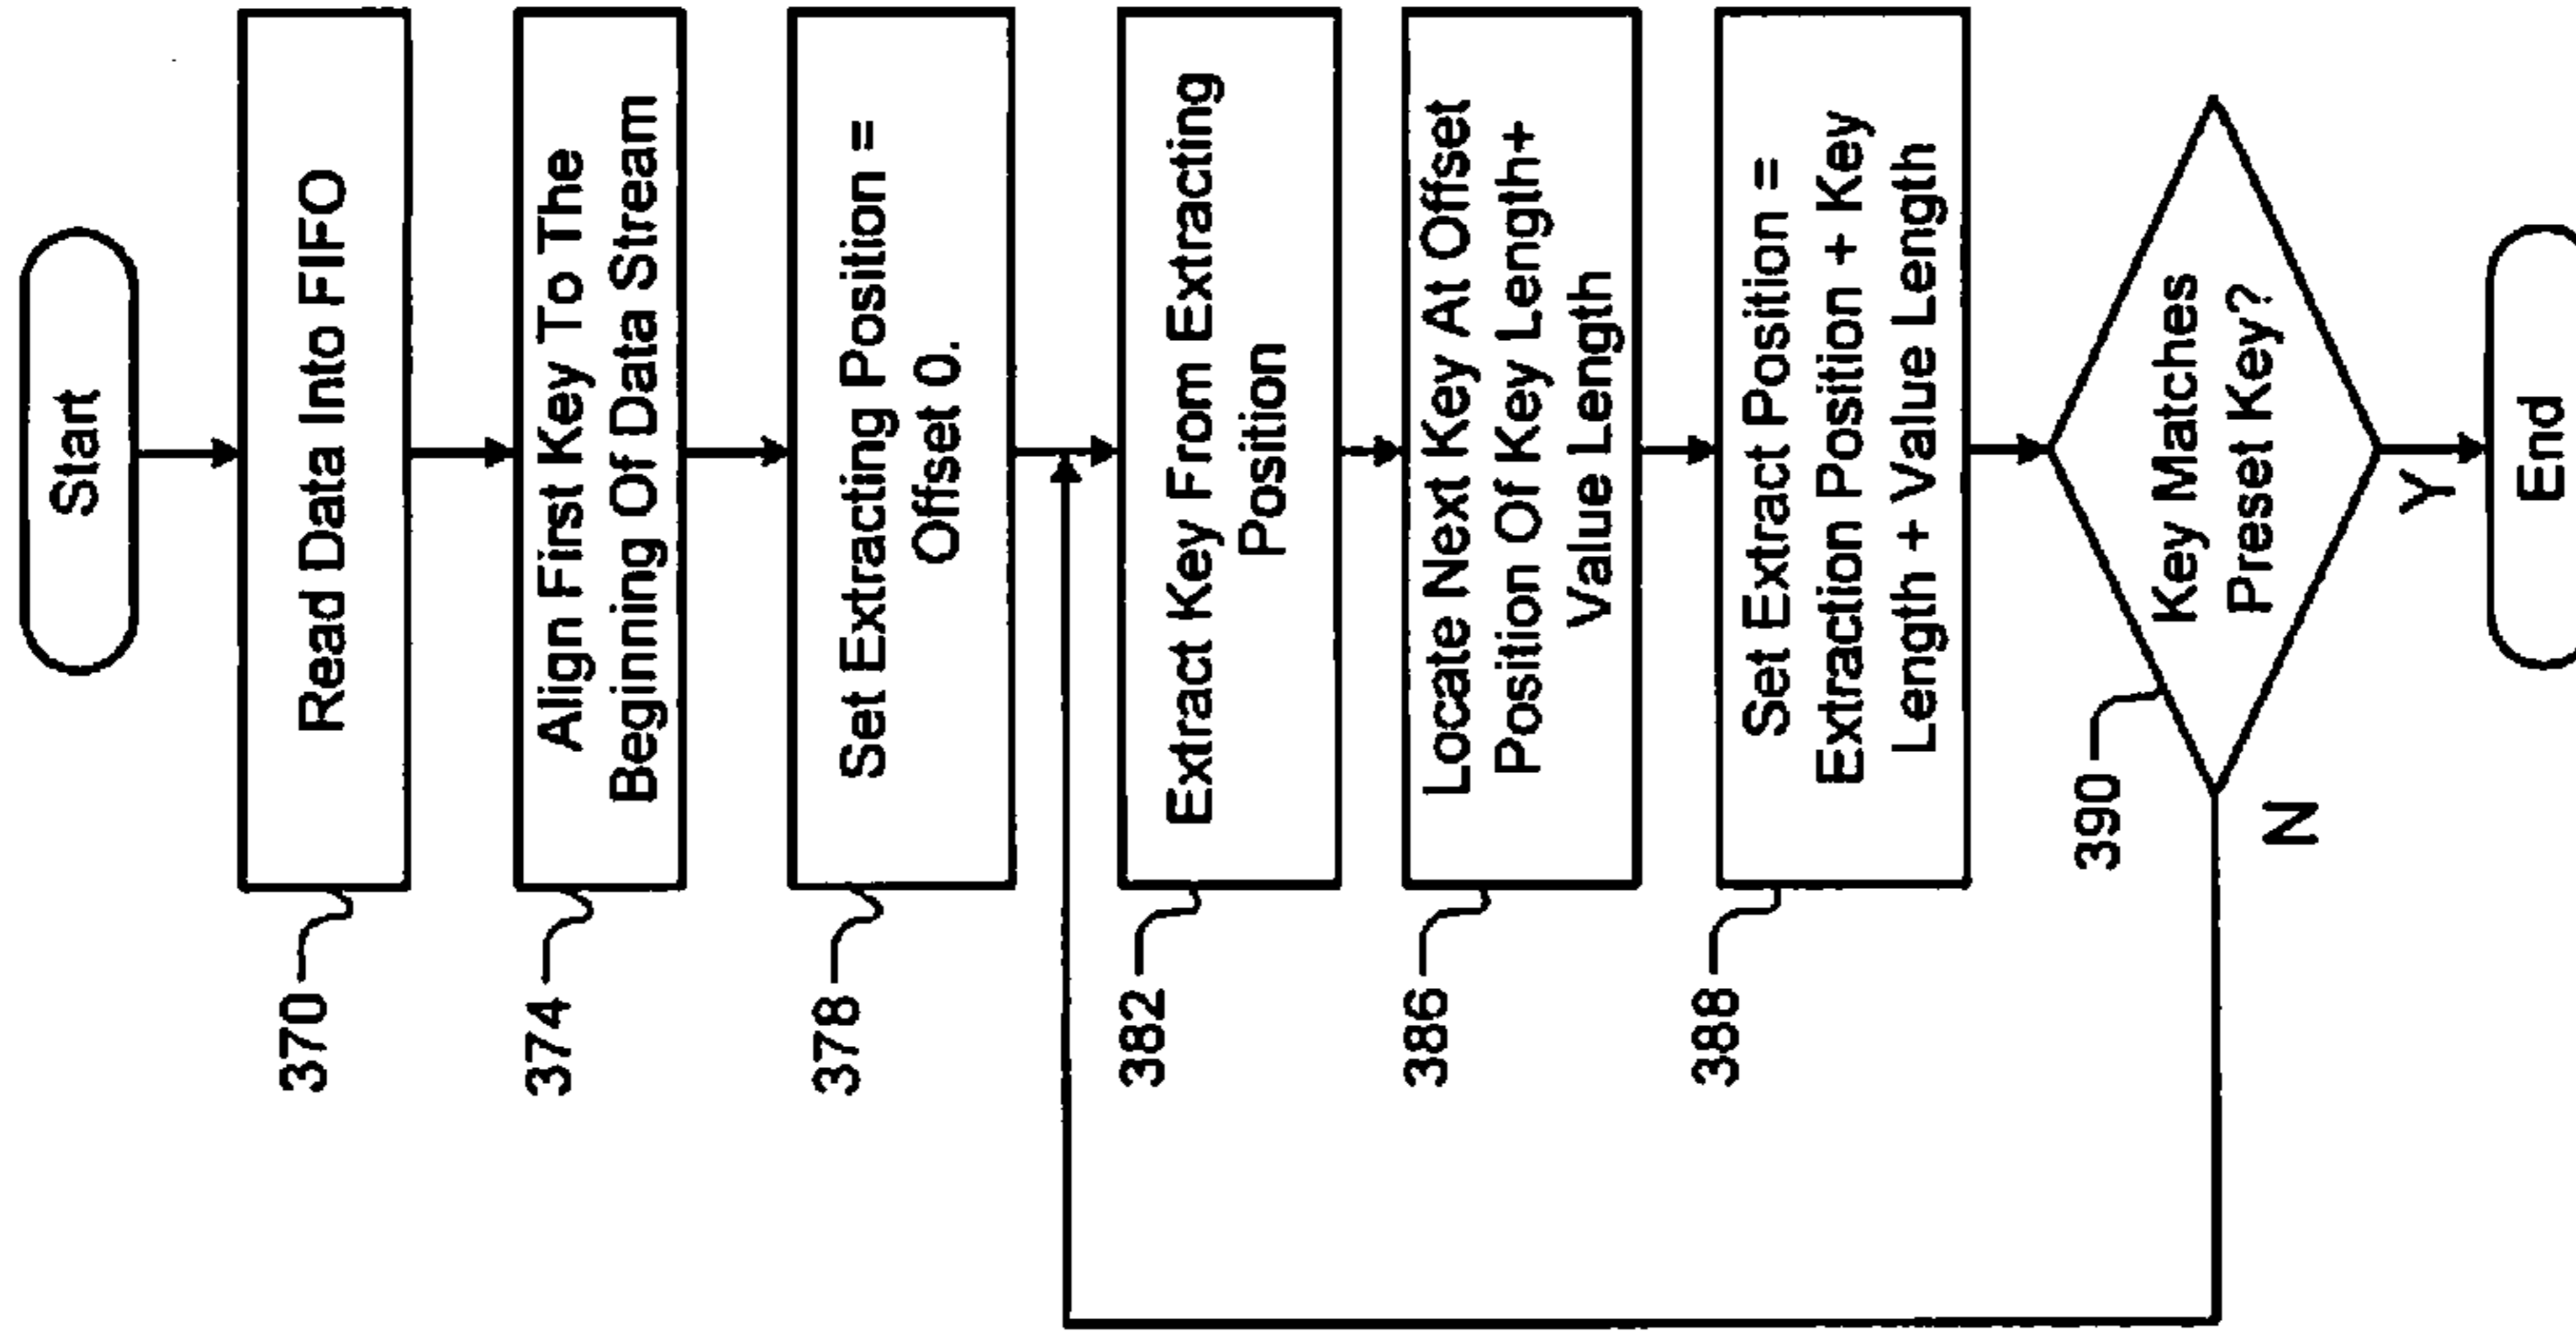 Start
370
Read Data Into FIFO
374
Align First Key To The
Beginning Of Data Stream
378
Set Extracting Position =
Offset 0.
382
Extract Key From Extracting
Position
386
Locate Next Key At Offset
Position Of Key Length+
Value Length
388
Set Extract Position =
Extraction Position + Key
Length + Value Length
390
Key Matches
Preset Key?
N
Y
End